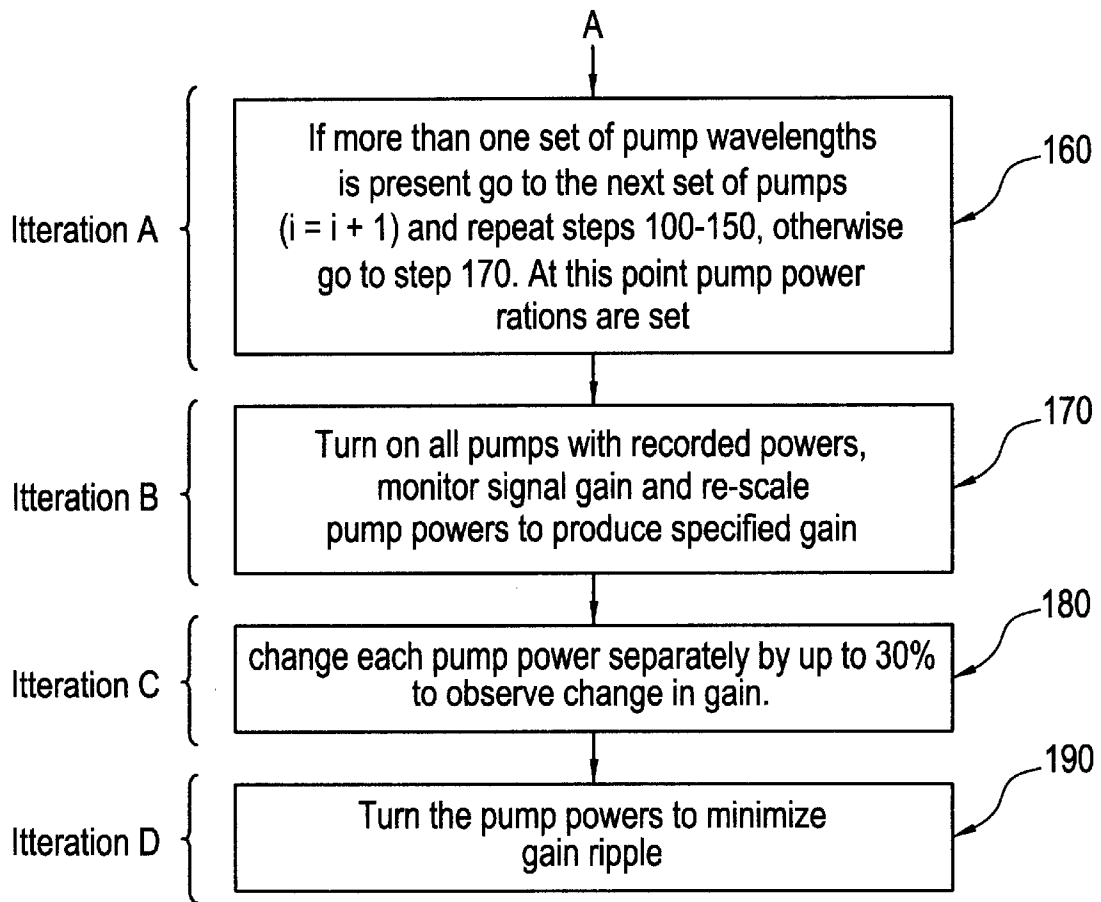 A
Itteration A
If more than one set of pump wavelengths
is present go to the next set of pumps
(i = i + 1) and repeat steps 100-150, otherwise
go to step 170. At this point pump power
rations are set
160
Itteration B
Turn on all pumps with recorded powers,
monitor signal gain and re-scale
pump powers to produce specified gain
170
Itteration C
change each pump power separately by up to 30%
to observe change in gain.
180
Itteration D
Turn the pump powers to minimize
gain ripple
190